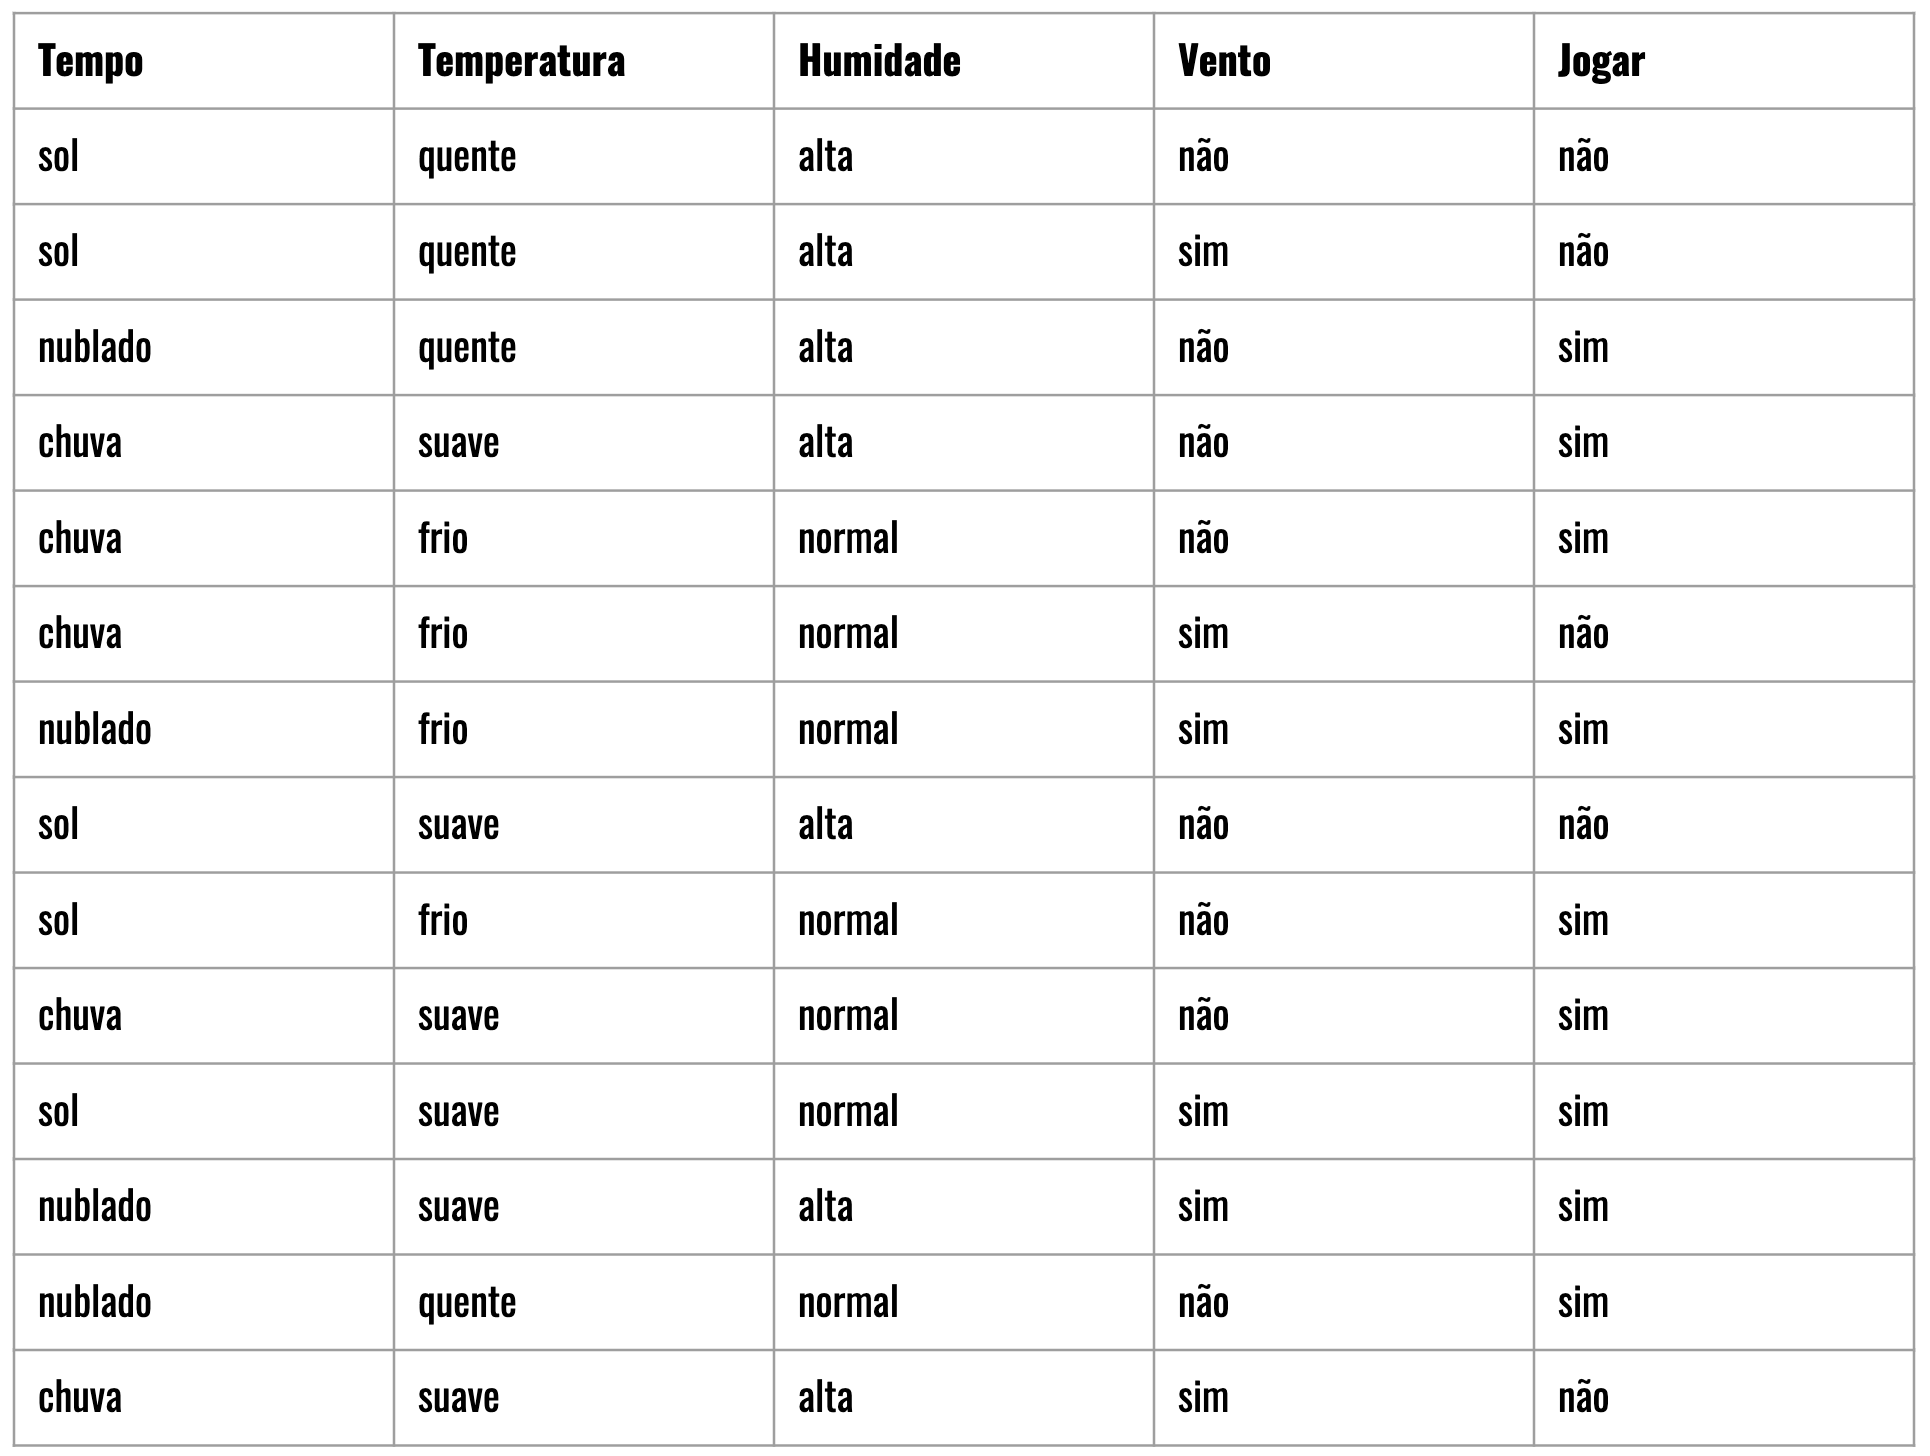 Tempo Temperatura Humidade Vento Jogar
sol quente alta não não
sol quente alta sim não
nublado quente alta não sim
chuva suave alta não sim
chuva frio normal não sim
chuva frio normal sim não
nublado frio normal sim sim
sol suave alta não não
sol frio normal não sim
chuva suave normal não sim
sol suave normal sim sim
nublado suave alta sim sim
nublado quente normal não sim
chuva suave alta sim não